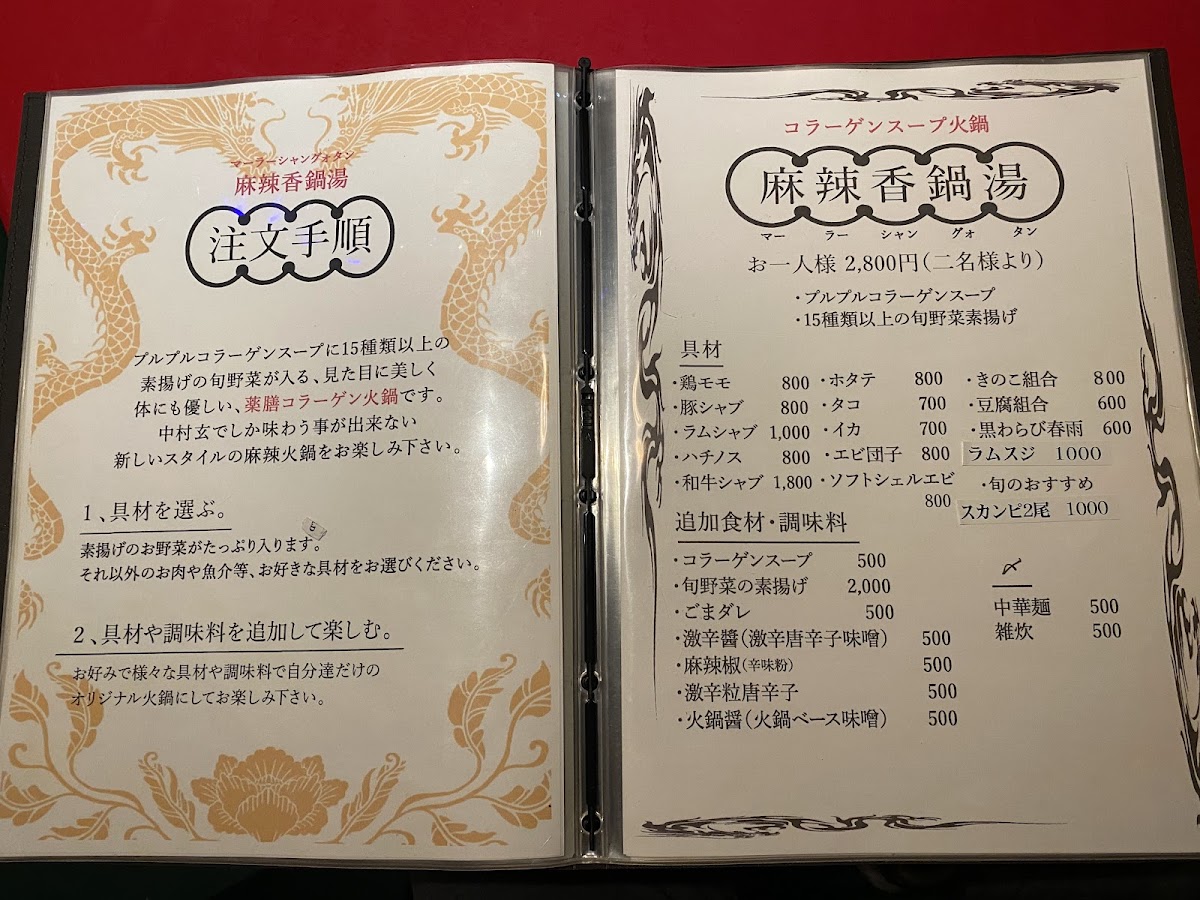 マーラーシャングォタン
麻辣香鍋湯
注文手順
プルプルコラーゲンスープに15種類以上の
素揚げの旬野菜が入る、見た目に美しく
体にも優しい、薬膳コラーゲン火鍋です。
中村玄でしか味わう事が出来ない
新しいスタイルの麻辣火鍋をお楽しみ下さい。
1、具材を選ぶ。
素揚げのお野菜がたっぷり入ります。
それ以外のお肉や魚介等、お好きな具材をお選びください。
2、具材や調味料を追加して楽しむ。
お好みで様々な具材や調味料で自分達だけの
オリジナル火鍋にしてお楽しみ下さい。
コラーゲンスープ火鍋
麻辣香鍋湯
マー ラー シャン グォ タン
お一人様 2,800円(二名様より)
・プルプルコラーゲンスープ
・15種類以上の旬野菜素揚げ
具材
・鶏モモ 800
・豚シャブ 800
・ラムシャブ 1,000
・ハチノス 800
・和牛シャブ 1,800
・ホタテ 800
・タコ 700
・イカ 700
・エビ団子 800
・ソフトシェルエビ
800
・きのこ組合 800
・豆腐組合 600
・黒わらび春雨 600
ラムスジ 1000
・旬のおすすめ
スカンピ2尾 1000
追加食材・調味料
・コラーゲンスープ 500
・旬野菜の素揚げ 2,000
・ごまダレ 500
・激辛醤(激辛唐辛子味噌) 500
・麻辣椒(辛味粉) 500
・激辛粒唐辛子 500
・火鍋醤(火鍋ベース味噌) 500
〆
中華麺 500
雑炊 500